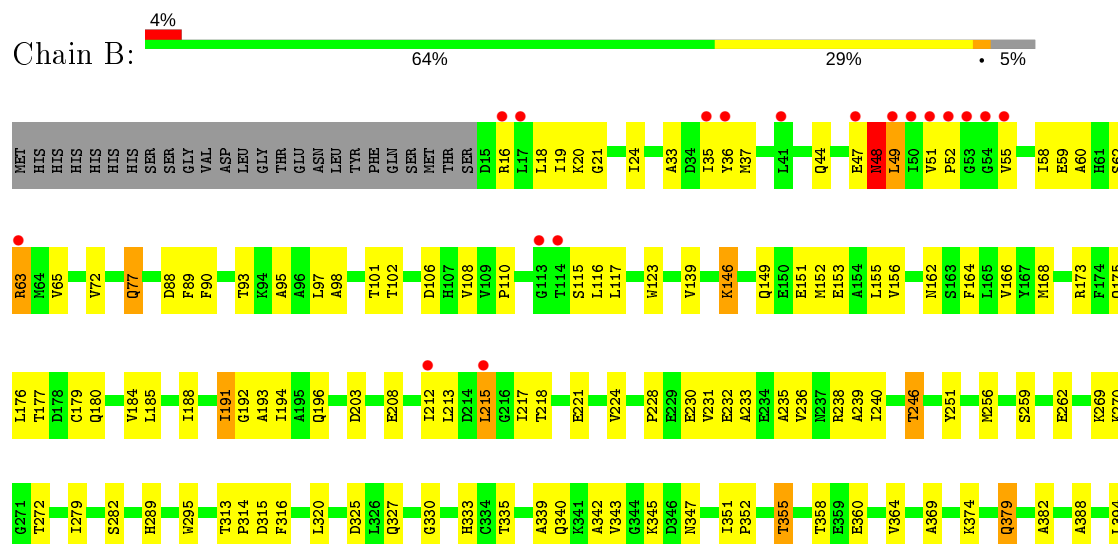 4%
Chain B:
64% 29% • 5%
MET HIS HIS HIS HIS HIS HIS SER SER GLY VAL ASP LEU GLY THR GLU ASN LEU TYR PHE GLN SER MET THR SER D15 R16 L17 L18 I19 K20 G21 I24 A33 D34 I35 Y36 M37 L41 Q44 E47 N48 L49 I50 V51 P52 G53 G54 V55 I58 E59 A60 H61 S62
R63 M64 V65 V72 Q77 D88 F89 F90 T93 K94 A95 A96 L97 A98 T101 T102 D106 H107 V108 V109 P110 G113 T114 S115 L116 L117 W123 V139 K146 Q149 E150 E151 M152 E153 A154 L155 V156 N162 S163 F164 L165 V166 Y167 M168 R173 F174 Q175
L176 T177 D178 C179 Q180 V184 L185 I188 I191 G192 A193 I194 A195 Q196 D203 E208 I212 L213 D214 L215 G216 I217 T218 E221 V224 P228 E229 E230 V231 E232 A233 E234 A235 V236 N237 R238 A239 I240 T246 Y251 M256 S259 E262 K269 K270
G271 T272 I279 S282 H289 W295 T313 P314 D315 F316 L320 D325 L326 Q327 G330 H333 C334 T335 A339 Q340 K341 A342 V343 G344 K345 D346 N347 I351 P352 T355 T358 E359 E360 V364 A369 K374 Q379 A382 A388